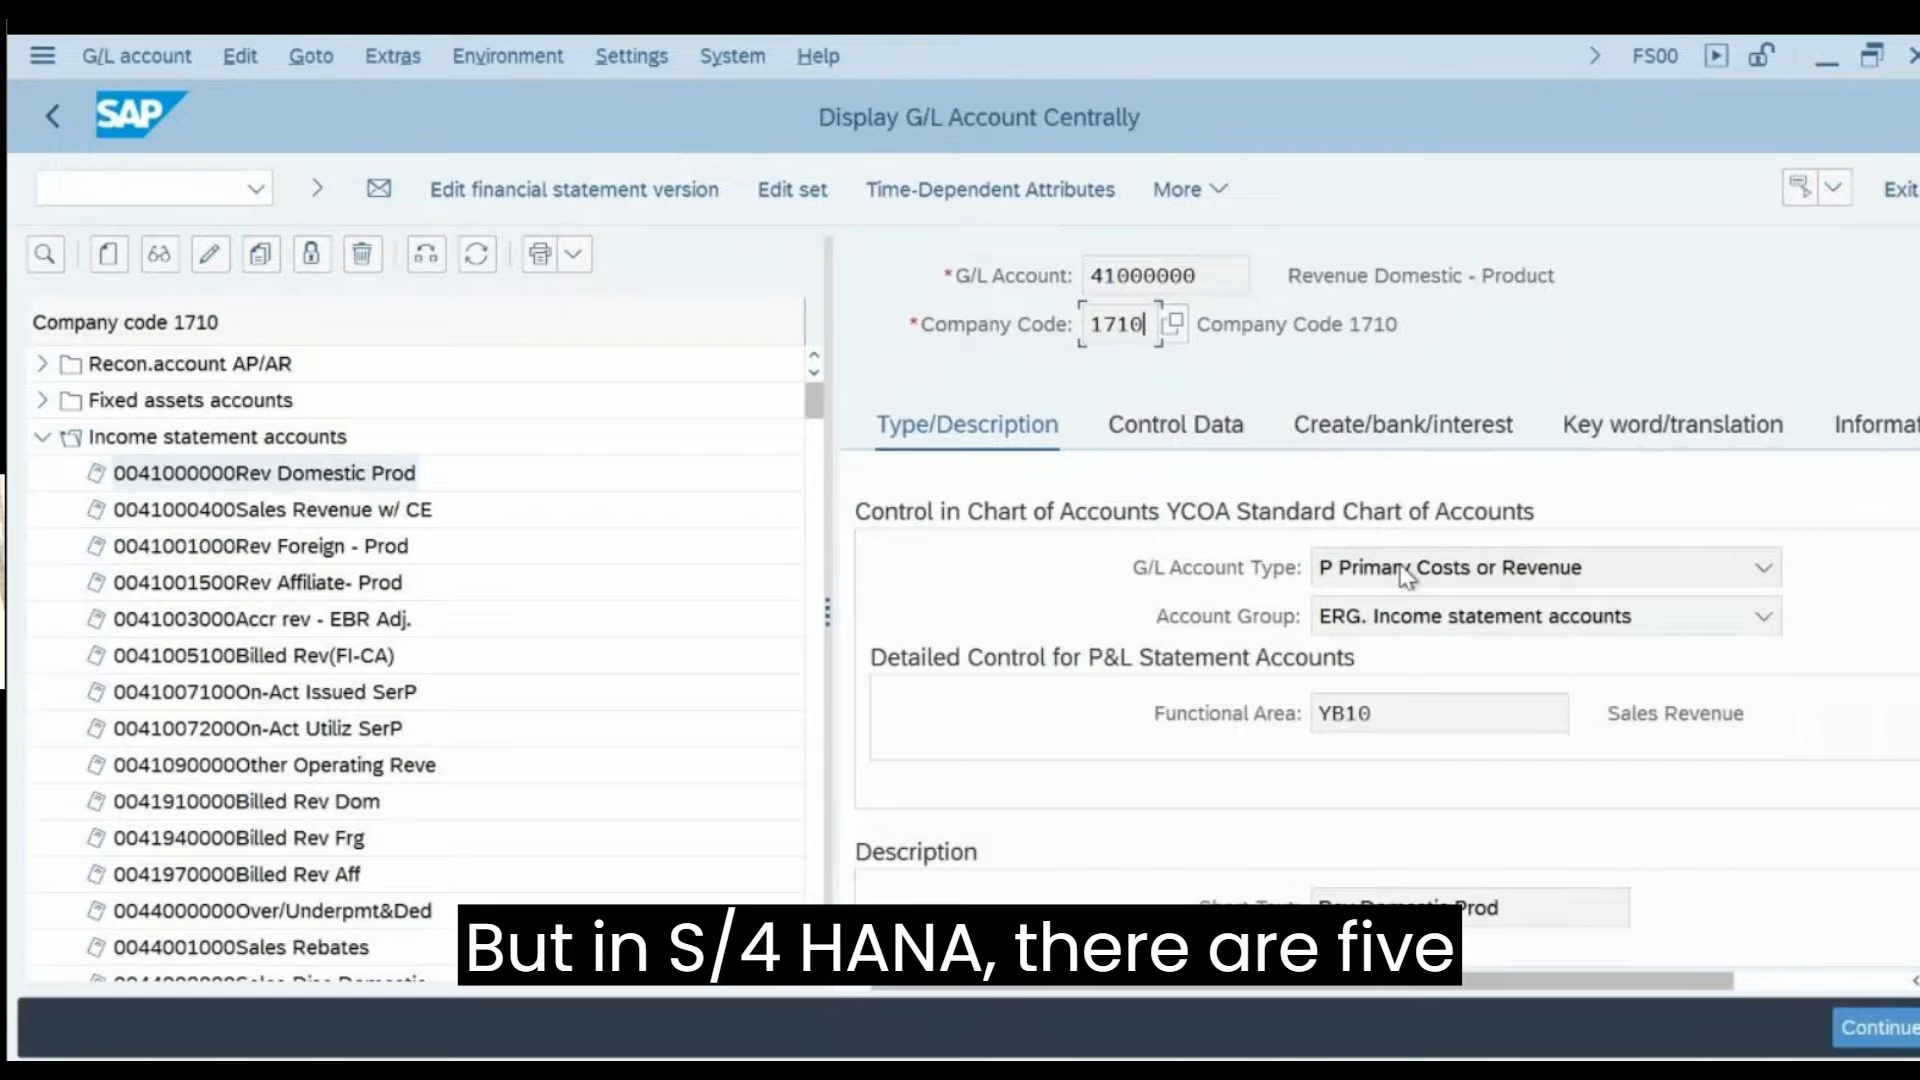 G/L account Edit Goto Extras Environment Settings System Help FS00
SAP Display G/L Account Centrally
Edit financial statement version Edit set Time-Dependent Attributes More Exit
*G/L Account: 41000000 Revenue Domestic - Product
*Company Code: 1710 Company Code 1710
Company code 1710
Recon.account AP/AR
Fixed assets accounts
Income statement accounts
0041000000Rev Domestic Prod
0041000400Sales Revenue w/ CE
0041001000Rev Foreign - Prod
0041001500Rev Affiliate- Prod
0041003000Accr rev - EBR Adj.
0041005100Billed Rev(FI-CA)
0041007100On-Act Issued SerP
0041007200On-Act Utiliz SerP
0041090000Other Operating Reve
0041910000Billed Rev Dom
0041940000Billed Rev Frg
0041970000Billed Rev Aff
0044000000Over/Underpmt&Ded
0044001000Sales Rebates
Type/Description Control Data Create/bank/interest Key word/translation Informat
Control in Chart of Accounts YCOA Standard Chart of Accounts
G/L Account Type: P Primary Costs or Revenue
Account Group: ERG. Income statement accounts
Detailed Control for P&L Statement Accounts
Functional Area: YB10 Sales Revenue
Description
Prod
But in S/4 HANA, there are five
Continue